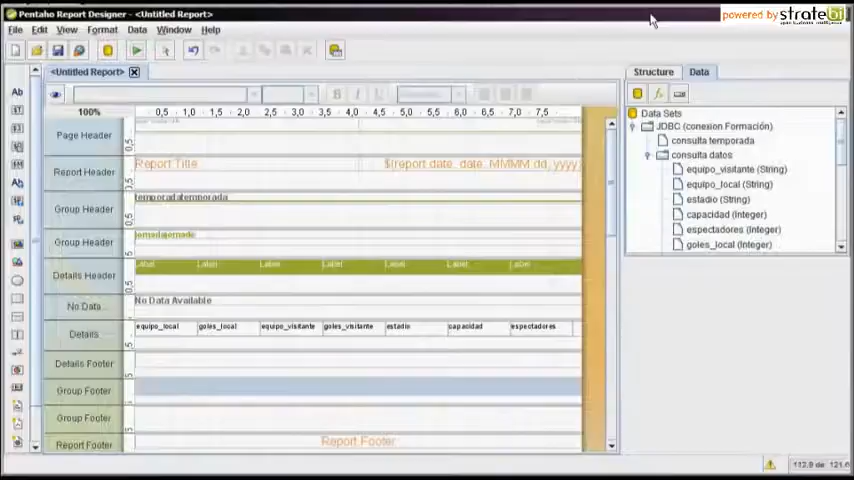 Pentaho Report Designer - <Untitled Report>
powered by stratebi
File Edit View Format Data Window Help
<Untitled Report>
Structure Data
100%
0,5 1,0 1,5 2,0 2,5 3,0 3,5 4,0 4,5 5,0 5,5 6,0 6,5 7,0 7,5
Data Sets
JDBC (conexion Formación)
consulta temporada
consulta datos
equipo_visitante (String)
equipo_local (String)
estadio (String)
capacidad (Integer)
espectadores (Integer)
goles_local (Integer)
Page Header
Report Header
Report Title $(report date, date, MMMM dd, yyyy)
Group Header
temporadatemporada
Group Header
jornadajornada
Details Header
Label Label Label Label Label Label Label
No Data
No Data Available
Details
equipo_local goles_local equipo_visitante goles_visitante estadio capacidad espectadores
Details Footer
Group Footer
Group Footer
Report Footer
Report Footer